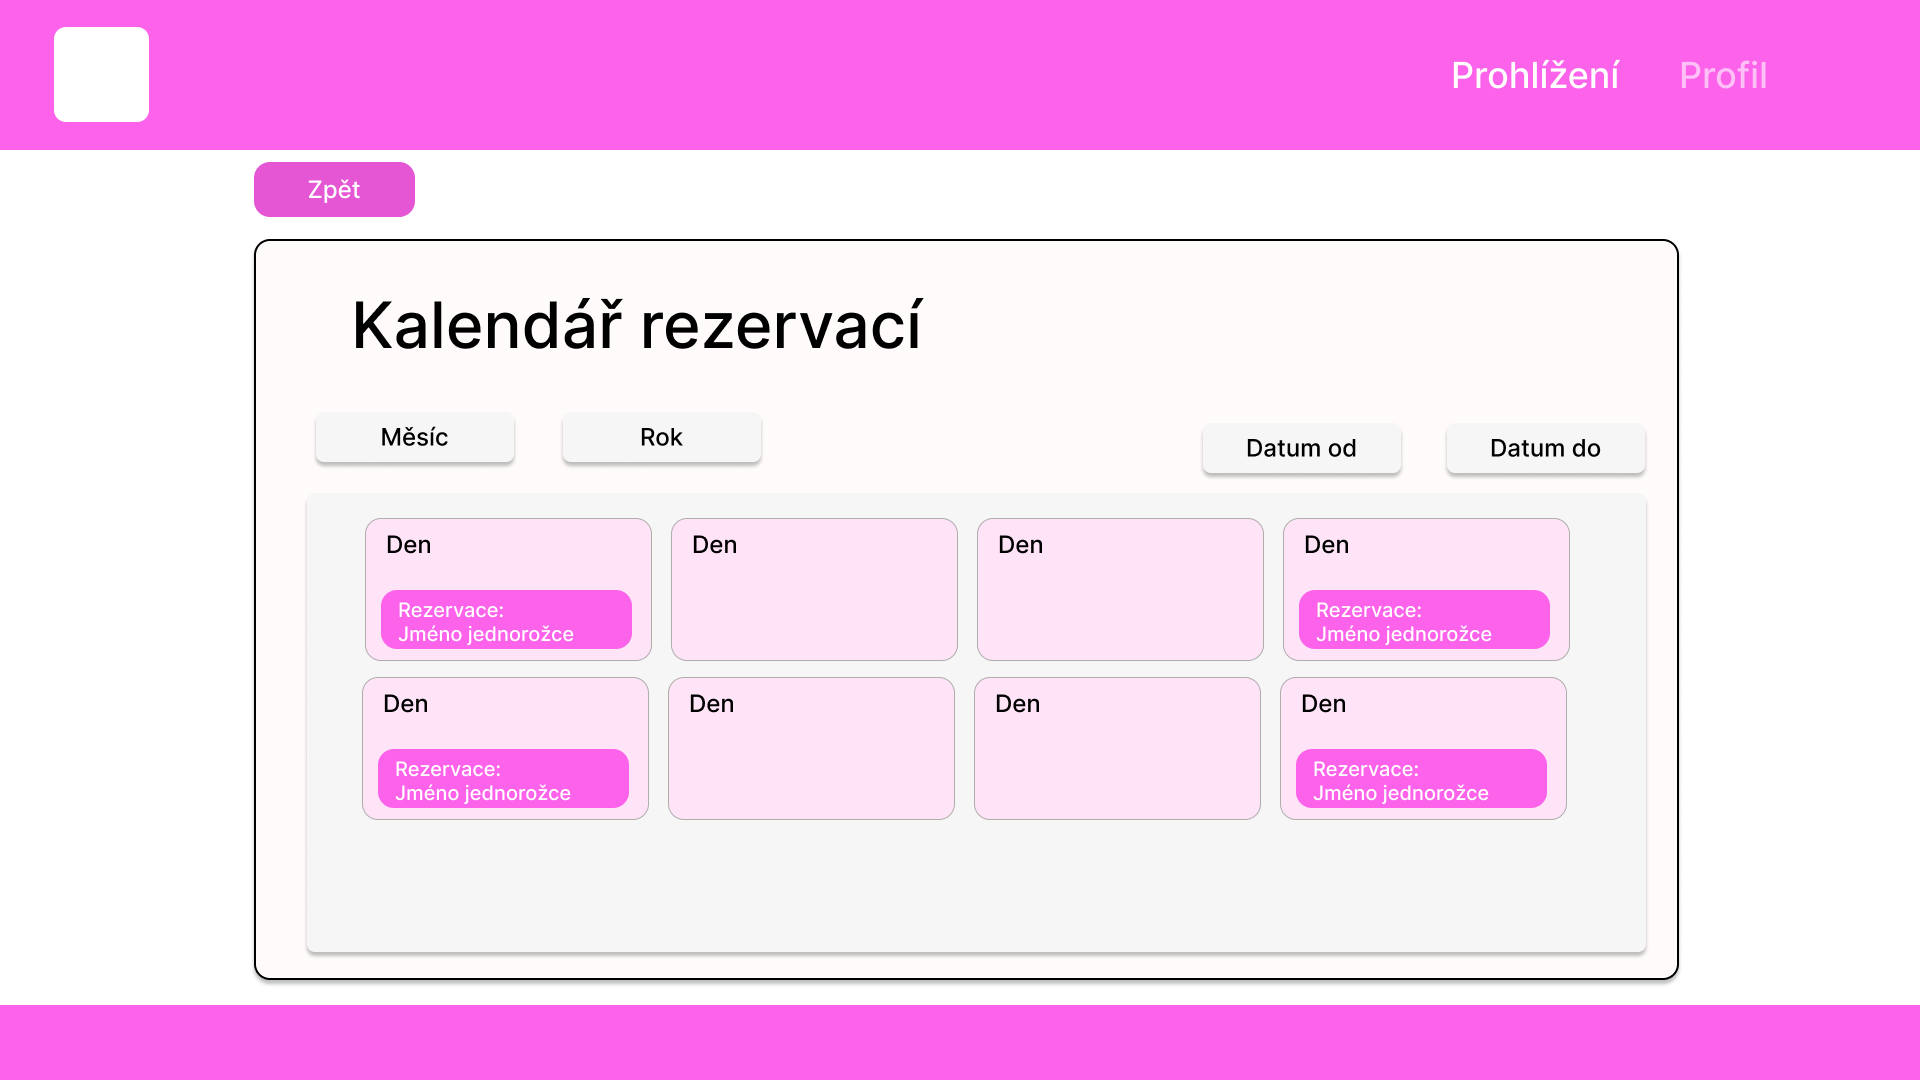 Prohlížení
Profil
Zpět
Kalendář rezervací
Měsíc
Rok
Datum od
Datum do
Den
Rezervace:
Jméno jednorožce
Den
Den
Den
Rezervace:
Jméno jednorožce
Den
Rezervace:
Jméno jednorožce
Den
Den
Den
Rezervace:
Jméno jednorožce